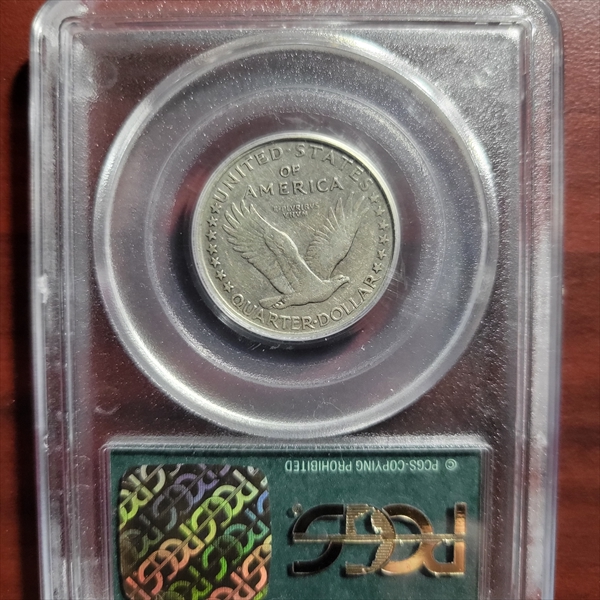 UNITED·STATES
OF
AMERICA
E·PLURIBUS
UNUM
QUARTER·DOLLAR
© PCGS-COPYING PROHIBITED
PCGS